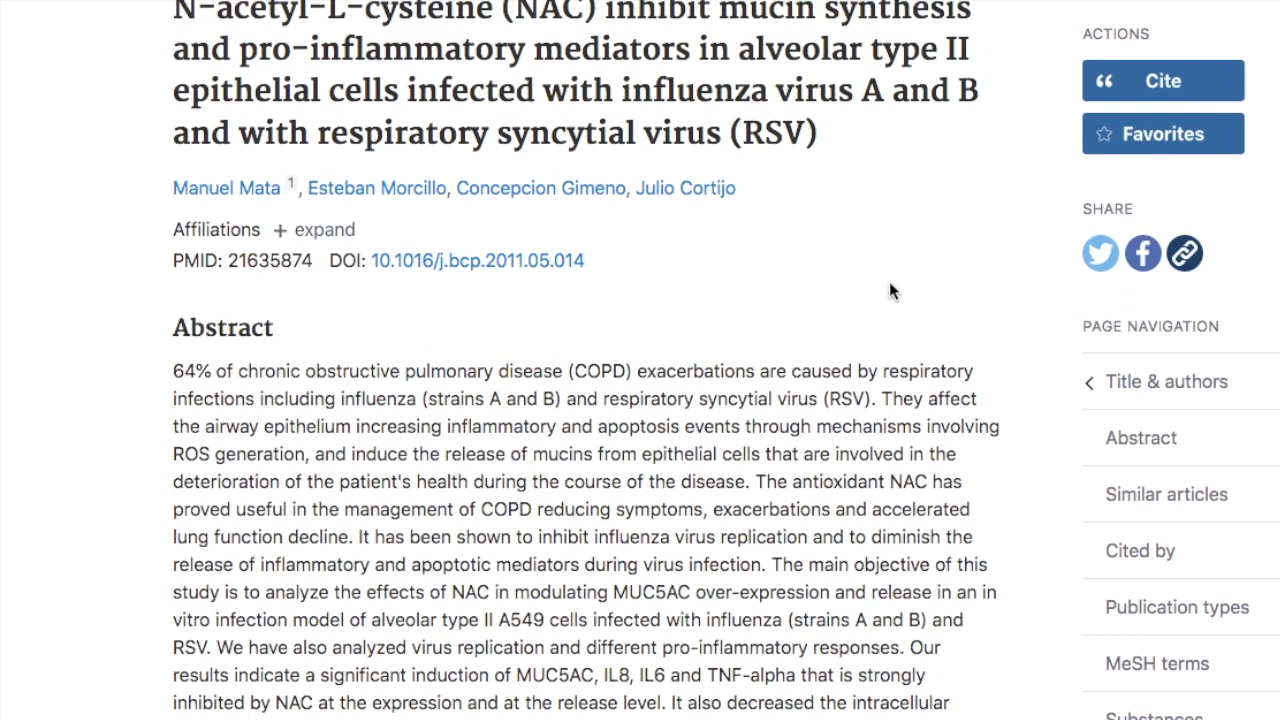 N-acetyl-L-cysteine (NAC) inhibit mucin synthesis
and pro-inflammatory mediators in alveolar type II
epithelial cells infected with influenza virus A and B
and with respiratory syncytial virus (RSV)
Manuel Mata 1, Esteban Morcillo, Concepcion Gimeno, Julio Cortijo
Affiliations + expand
PMID: 21635874 DOI: 10.1016/j.bcp.2011.05.014
Abstract
64% of chronic obstructive pulmonary disease (COPD) exacerbations are caused by respiratory
infections including influenza (strains A and B) and respiratory syncytial virus (RSV). They affect
the airway epithelium increasing inflammatory and apoptosis events through mechanisms involving
ROS generation, and induce the release of mucins from epithelial cells that are involved in the
deterioration of the patient's health during the course of the disease. The antioxidant NAC has
proved useful in the management of COPD reducing symptoms, exacerbations and accelerated
lung function decline. It has been shown to inhibit influenza virus replication and to diminish the
release of inflammatory and apoptotic mediators during virus infection. The main objective of this
study is to analyze the effects of NAC in modulating MUC5AC over-expression and release in an in
vitro infection model of alveolar type II A549 cells infected with influenza (strains A and B) and
RSV. We have also analyzed virus replication and different pro-inflammatory responses. Our
results indicate a significant induction of MUC5AC, IL8, IL6 and TNF-alpha that is strongly
inhibited by NAC at the expression and at the release level. It also decreased the intracellular
ACTIONS
Cite
Favorites
SHARE
PAGE NAVIGATION
Title & authors
Abstract
Similar articles
Cited by
Publication types
MeSH terms
Substances